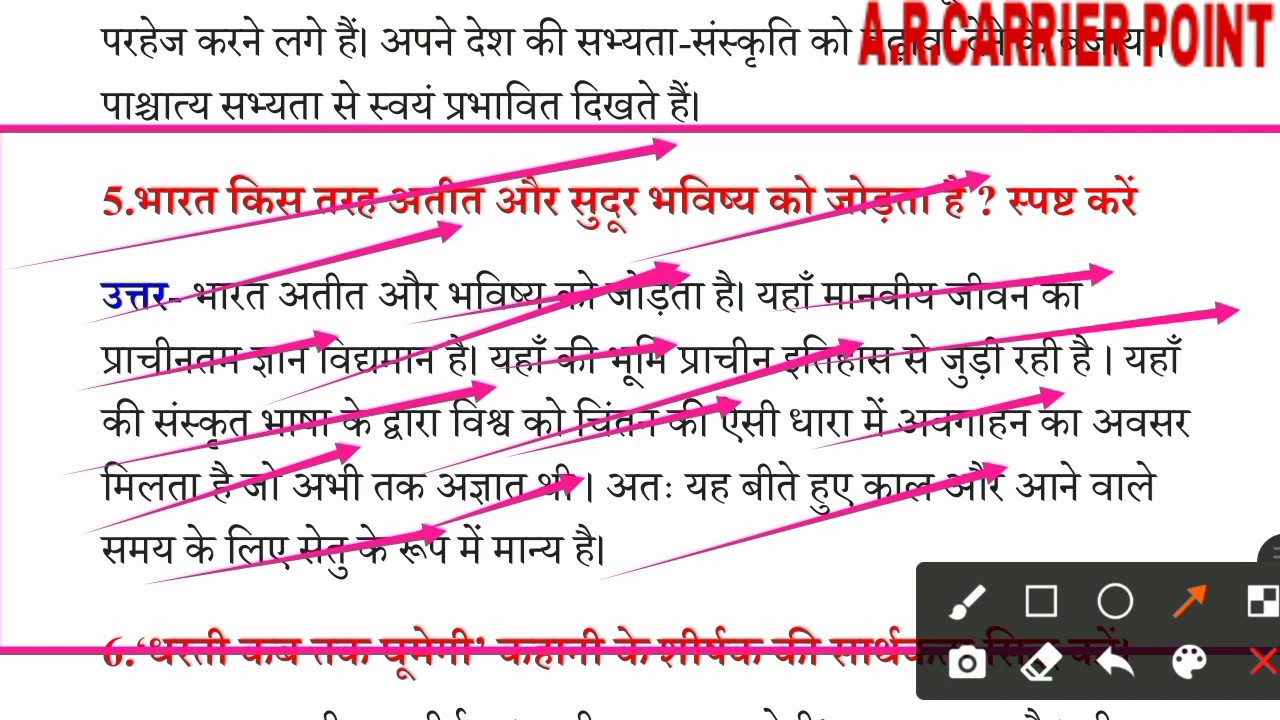 परहेज करने लगे हैं। अपने देश की सभ्यता-संस्कृति को
A.R.CARRIER POINT
पाश्चात्य सभ्यता से स्वयं प्रभावित दिखते हैं।
5.भारत किस तरह अतीत और सुदूर भविष्य को जोड़ता है ? स्पष्ट करें
उत्तर- भारत अतीत और भविष्य को जोड़ता है। यहाँ मानवीय जीवन का
प्राचीनतम ज्ञान विद्यमान है। यहाँ की भूमि प्राचीन इतिहास से जुड़ी रही है । यहाँ
की संस्कृत भाषा के द्वारा विश्व को चिंतन की ऐसी धारा में अवगाहन का अवसर
मिलता है जो अभी तक अज्ञात थी । अतः यह बीते हुए काल और आने वाले
समय के लिए सेतु के रूप में मान्य है।
6.‘धरती कब तक घूमेगी’ कहानी के शीर्षक की सार्थकता